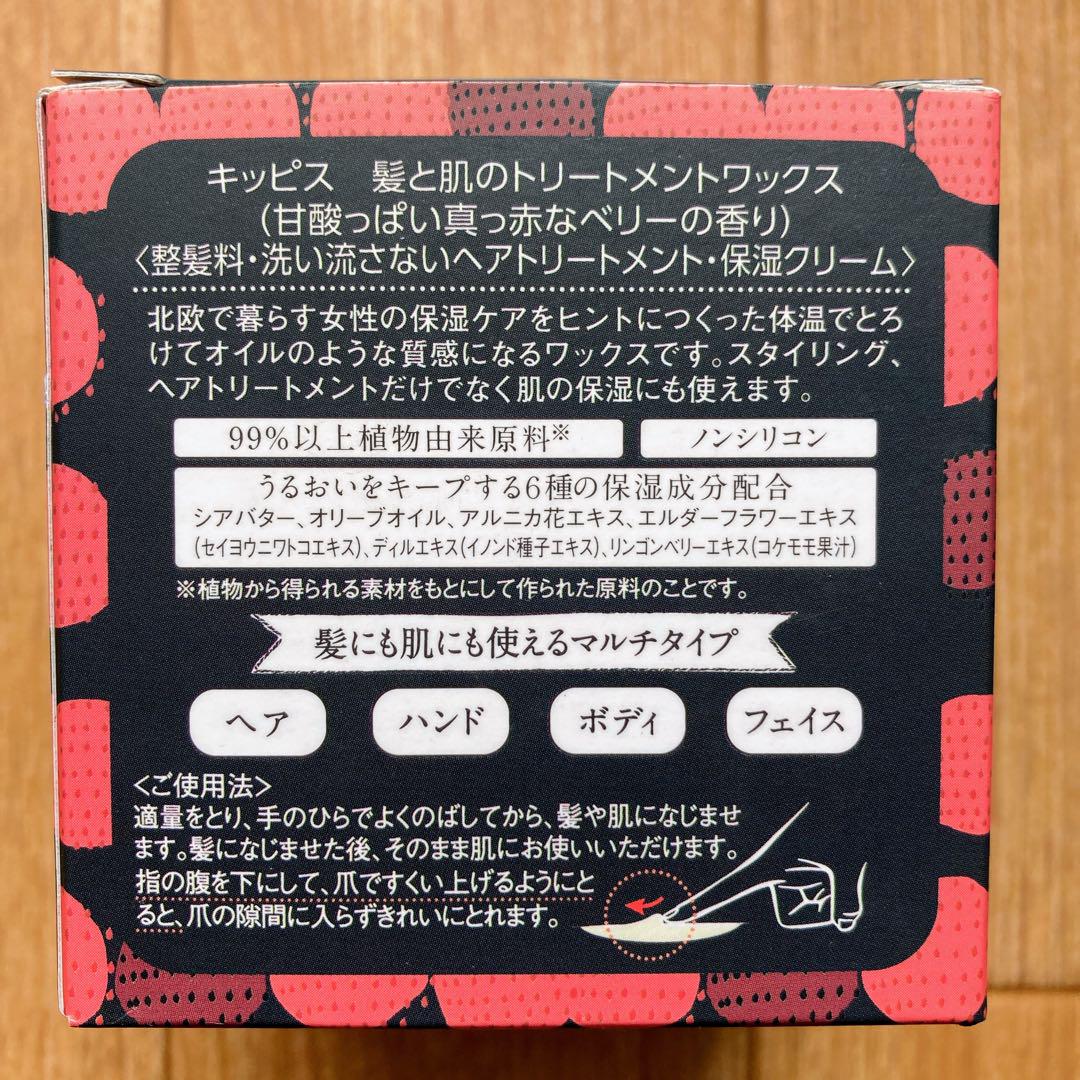 キッピス　髪と肌のトリートメントワックス
(甘酸っぱい真っ赤なベリーの香り)
〈整髪料・洗い流さないヘアトリートメント・保湿クリーム〉
北欧で暮らす女性の保湿ケアをヒントにつくった体温でとろ
けてオイルのような質感になるワックスです。スタイリング、
ヘアトリートメントだけでなく肌の保湿にも使えます。
99%以上植物由来原料※
ノンシリコン
うるおいをキープする6種の保湿成分配合
シアバター、オリーブオイル、アルニカ花エキス、エルダーフラワーエキス
(セイヨウニワトコエキス)、ディルエキス(イノンド種子エキス)、リンゴンベリーエキス(コケモモ果汁)
※植物から得られる素材をもとにして作られた原料のことです。
髪にも肌にも使えるマルチタイプ
ヘア
ハンド
ボディ
フェイス
<ご使用法>
適量をとり、手のひらでよくのばしてから、髪や肌になじませ
ます。髪になじませた後、そのまま肌にお使いいただけます。
指の腹を下にして、爪ですくい上げるようにと
ると、爪の隙間に入らずきれいにとれます。